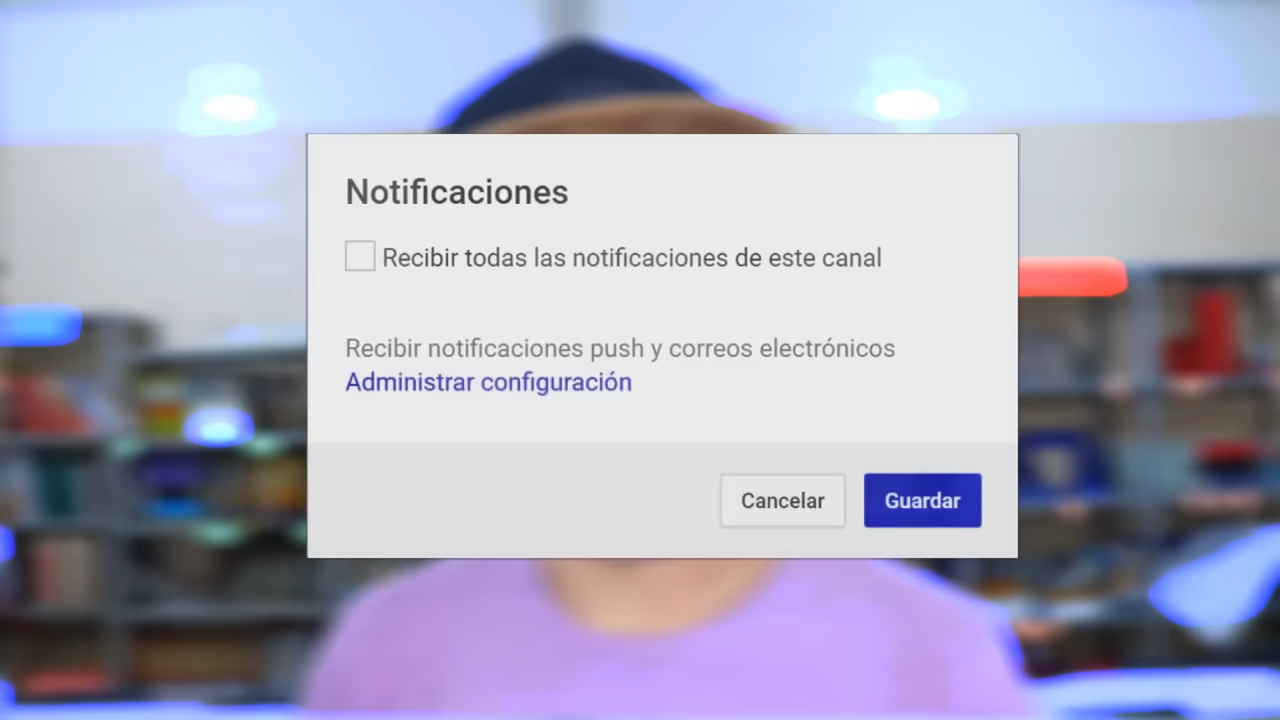 Notificaciones
Recibir todas las notificaciones de este canal
Recibir notificaciones push y correos electrónicos
Administrar configuración
Cancelar
Guardar